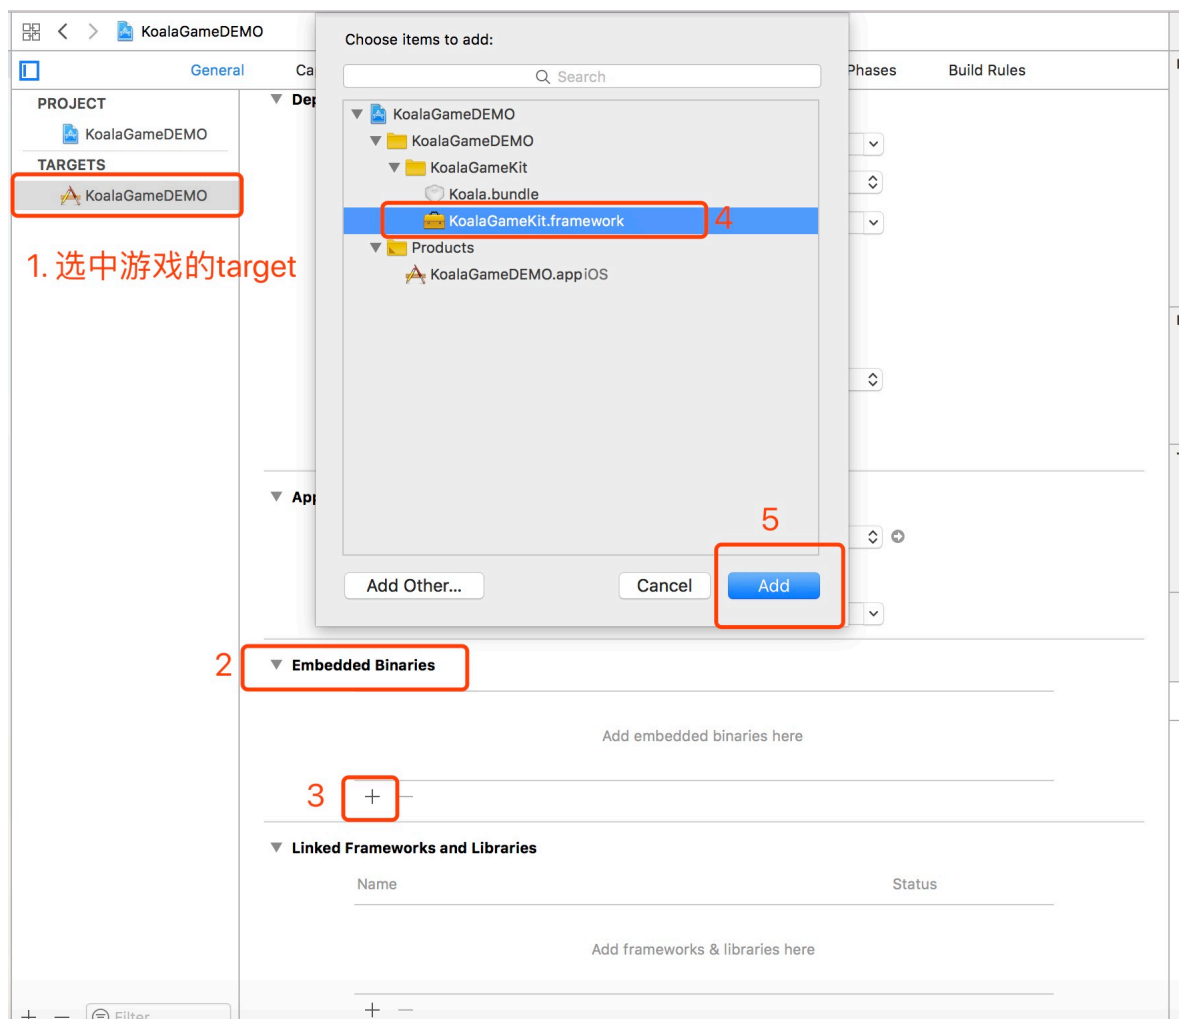 KoalaGameDEMO
Choose items to add:
General
Ca
Search
Phases
Build Rules
PROJECT
Dep
KoalaGameDEMO
KoalaGameDEMO
KoalaGameDEMO
TARGETS
KoalaGameKit
KoalaGameDEMO
Koala.bundle
KoalaGameKit.framework
4
Products
1. 选中游戏的target
KoalaGameDEMO.app iOS
App
5
Add Other...
Cancel
Add
2
Embedded Binaries
Add embedded binaries here
3
Linked Frameworks and Libraries
Name
Status
Add frameworks & libraries here
Filter